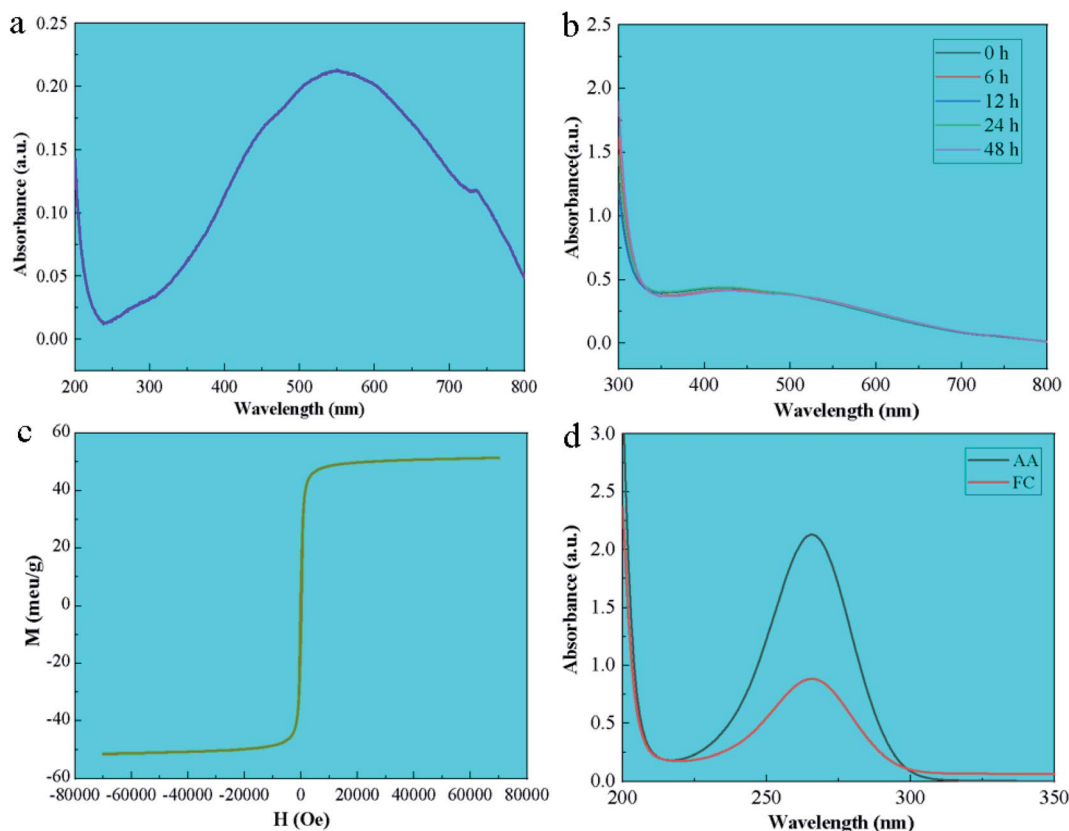 a
0.25
0.20
0.15
0.10
0.05
0.00
Absorbance (a.u.)
200 300 400 500 600 700 800
Wavelength (nm)
b
2.5
2.0
1.5
1.0
0.5
0.0
Absorbance(a.u.)
0 h
6 h
12 h
24 h
48 h
300 400 500 600 700 800
Wavelength (nm)
c
60
40
20
0
-20
-40
-60
M (meu/g)
-80000 -60000 -40000 -20000 0 20000 40000 60000 80000
H (Oe)
d
3.0
2.5
2.0
1.5
1.0
0.5
0.0
Absorbance (a.u.)
AA
FC
200 250 300 350
Wavelength (nm)